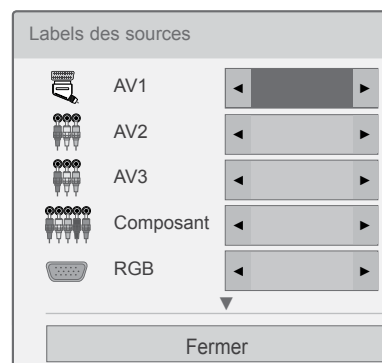 Labels des sources
AV1
AV2
AV3
Composant
RGB
Fermer